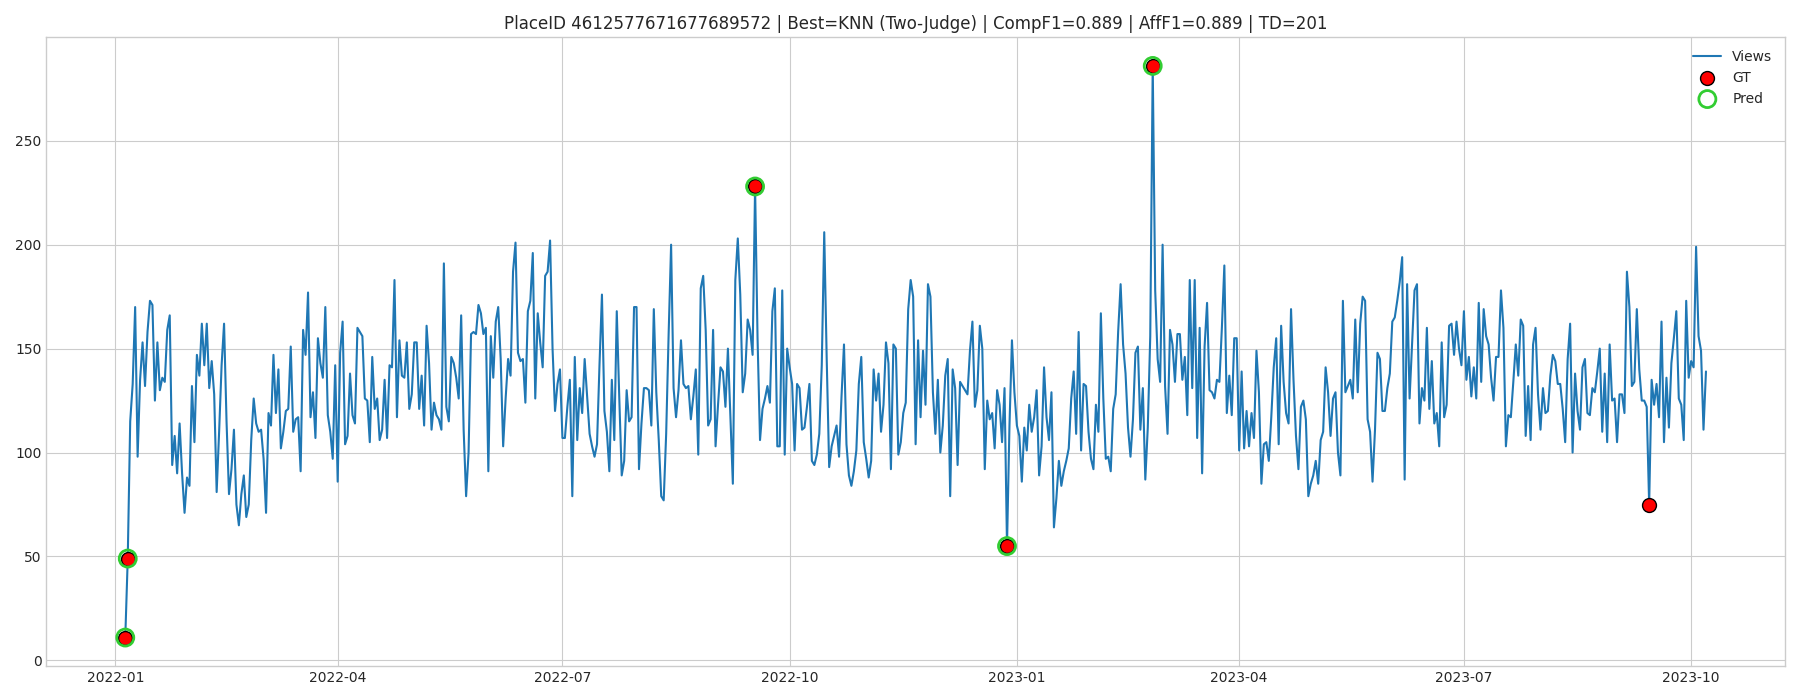 PlaceID 4612577671677689572 | Best=KNN (Two-Judge) | CompF1=0.889 | AffF1=0.889 | TD=201
Views
GT
Pred
250
200
150
100
50
0
2022-01 2022-04 2022-07 2022-10 2023-01 2023-04 2023-07 2023-10